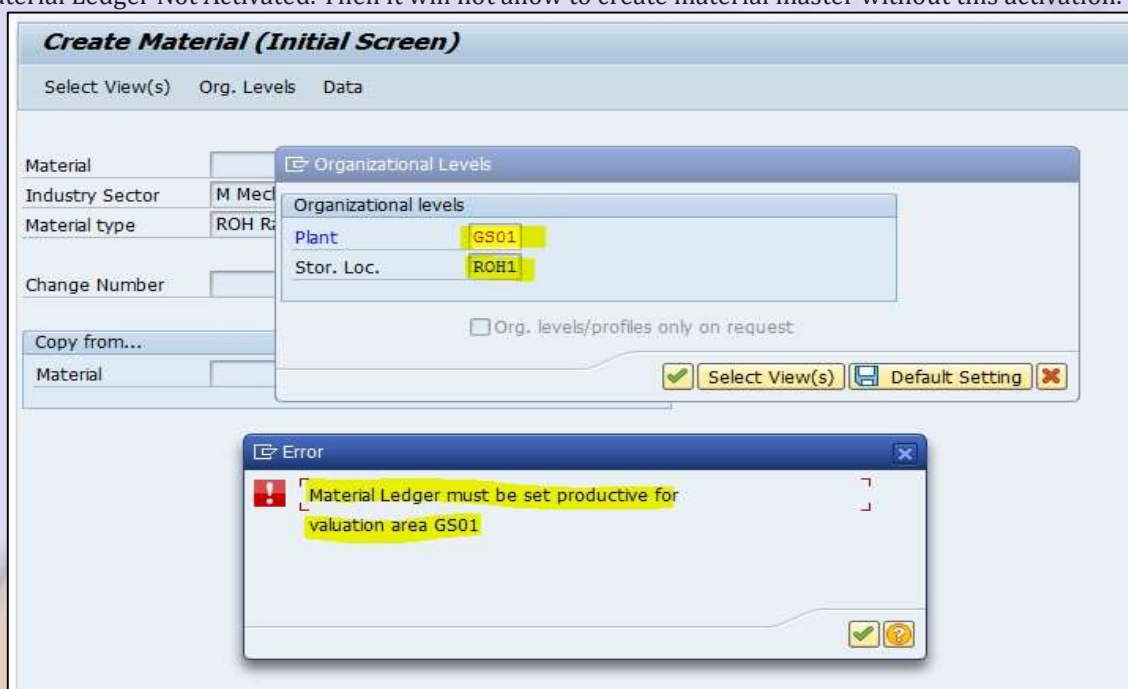 terial Ledger Not Activated. Then it will not allow to create material master without this activation.
Create Material (Initial Screen)
Select View(s) Org. Levels Data
Material
Industry Sector M Mecl
Material type ROH Ra
Change Number
Copy from...
Material
Organizational Levels
Organizational levels
Plant GS01
Stor. Loc. ROH1
Org. levels/profiles only on request
Select View(s) Default Setting
Error
Material Ledger must be set productive for
valuation area GS01